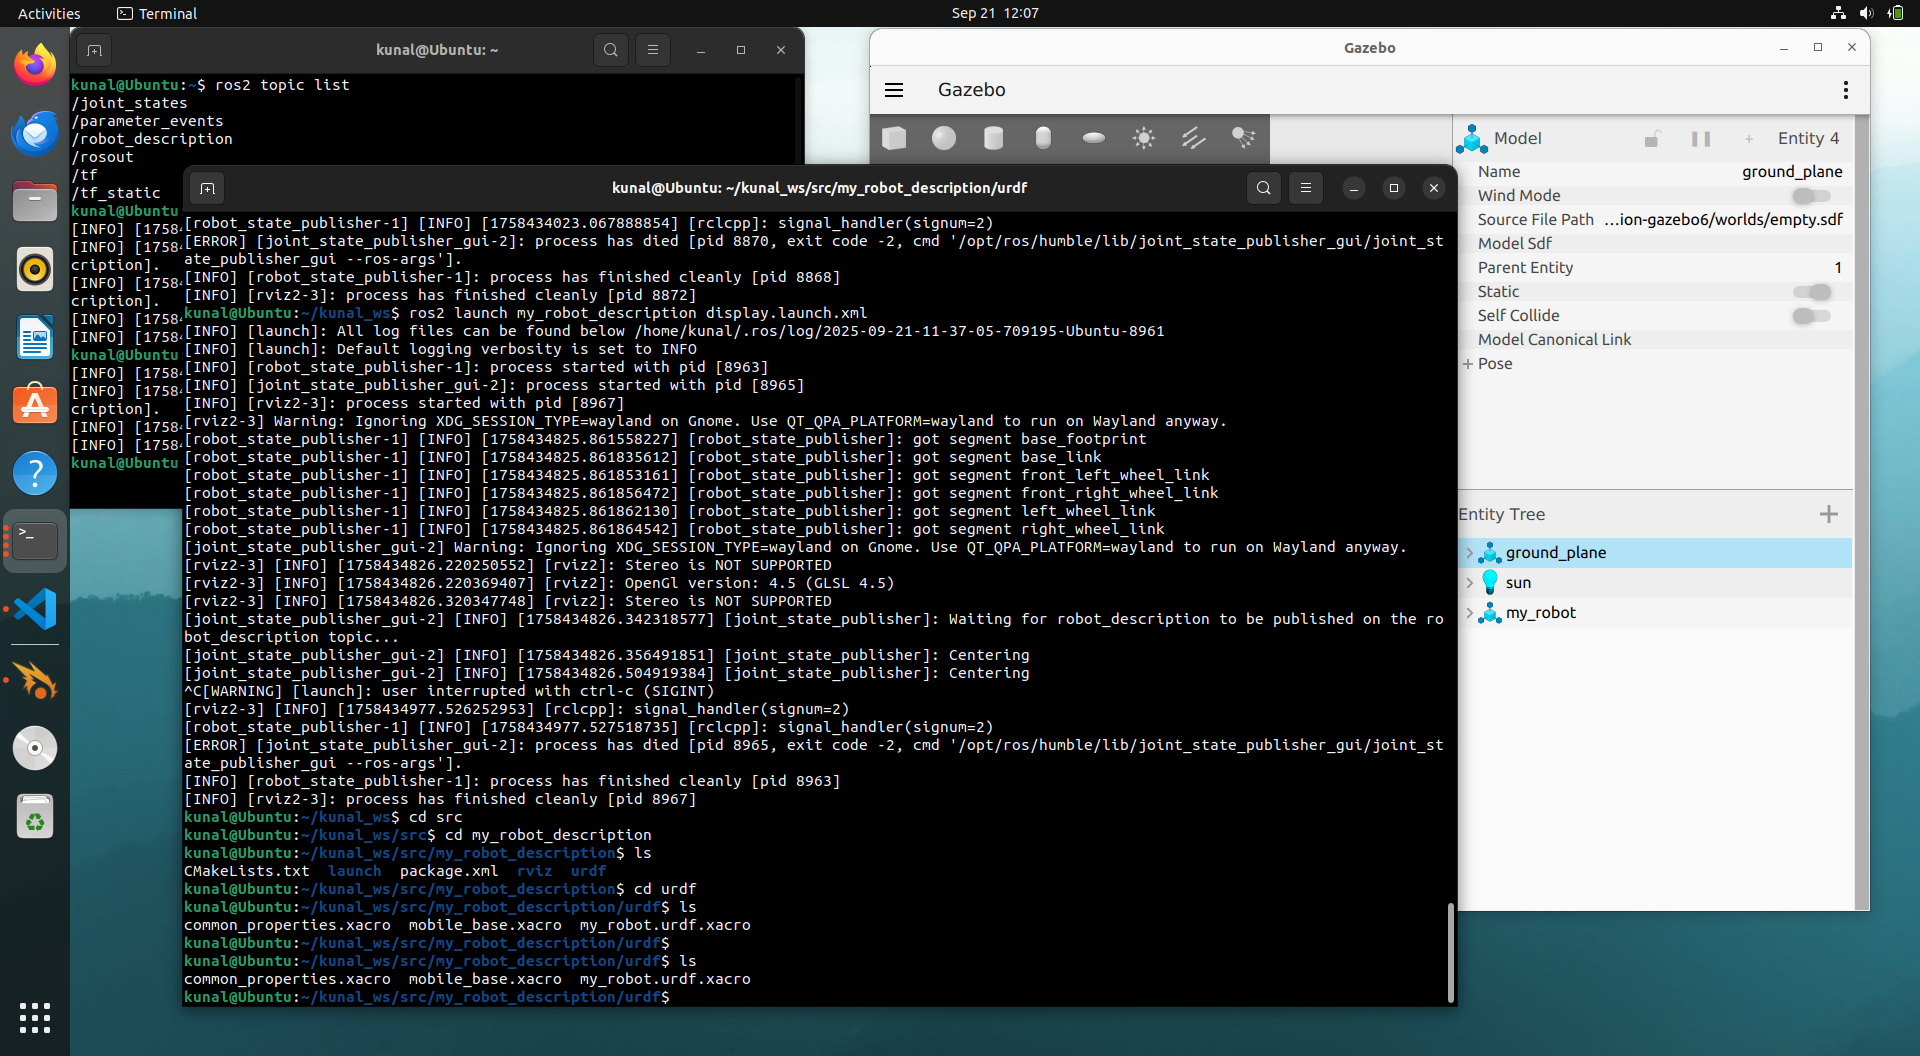 Activities
Terminal
Sep 21  12:07
kunal@Ubuntu: ~
kunal@Ubuntu:~$ ros2 topic list
/joint_states
/parameter_events
/robot_description
/rosout
/tf
/tf_static
kunal@Ubuntu
[INFO] [1758
[INFO] [1758
cription].
[INFO] [1758
cription].
[INFO] [1758
[INFO] [1758
kunal@Ubuntu
[INFO] [1758
[INFO] [1758
cription].
[INFO] [1758
[INFO] [1758
kunal@Ubuntu
kunal@Ubuntu: ~/kunal_ws/src/my_robot_description/urdf
[robot_state_publisher-1] [INFO] [1758434023.067888854] [rclcpp]: signal_handler(signum=2)
[ERROR] [joint_state_publisher_gui-2]: process has died [pid 8870, exit code -2, cmd '/opt/ros/humble/lib/joint_state_publisher_gui/joint_st
ate_publisher_gui --ros-args'].
[INFO] [robot_state_publisher-1]: process has finished cleanly [pid 8868]
[INFO] [rviz2-3]: process has finished cleanly [pid 8872]
kunal@Ubuntu:~/kunal_ws$ ros2 launch my_robot_description display.launch.xml
[INFO] [launch]: All log files can be found below /home/kunal/.ros/log/2025-09-21-11-37-05-709195-Ubuntu-8961
[INFO] [launch]: Default logging verbosity is set to INFO
[INFO] [robot_state_publisher-1]: process started with pid [8963]
[INFO] [joint_state_publisher_gui-2]: process started with pid [8965]
[INFO] [rviz2-3]: process started with pid [8967]
[rviz2-3] Warning: Ignoring XDG_SESSION_TYPE=wayland on Gnome. Use QT_QPA_PLATFORM=wayland to run on Wayland anyway.
[robot_state_publisher-1] [INFO] [1758434825.861558227] [robot_state_publisher]: got segment base_footprint
[robot_state_publisher-1] [INFO] [1758434825.861835612] [robot_state_publisher]: got segment base_link
[robot_state_publisher-1] [INFO] [1758434825.861853161] [robot_state_publisher]: got segment front_left_wheel_link
[robot_state_publisher-1] [INFO] [1758434825.861856472] [robot_state_publisher]: got segment front_right_wheel_link
[robot_state_publisher-1] [INFO] [1758434825.861862130] [robot_state_publisher]: got segment left_wheel_link
[robot_state_publisher-1] [INFO] [1758434825.861864542] [robot_state_publisher]: got segment right_wheel_link
[joint_state_publisher_gui-2] Warning: Ignoring XDG_SESSION_TYPE=wayland on Gnome. Use QT_QPA_PLATFORM=wayland to run on Wayland anyway.
[rviz2-3] [INFO] [1758434826.220250552] [rviz2]: Stereo is NOT SUPPORTED
[rviz2-3] [INFO] [1758434826.220369407] [rviz2]: OpenGl version: 4.5 (GLSL 4.5)
[rviz2-3] [INFO] [1758434826.320347748] [rviz2]: Stereo is NOT SUPPORTED
[joint_state_publisher_gui-2] [INFO] [1758434826.342318577] [joint_state_publisher]: Waiting for robot_description to be published on the ro
bot_description topic...
[joint_state_publisher_gui-2] [INFO] [1758434826.356491851] [joint_state_publisher]: Centering
[joint_state_publisher_gui-2] [INFO] [1758434826.504919384] [joint_state_publisher]: Centering
^C[WARNING] [launch]: user interrupted with ctrl-c (SIGINT)
[rviz2-3] [INFO] [1758434977.526252953] [rclcpp]: signal_handler(signum=2)
[robot_state_publisher-1] [INFO] [1758434977.527518735] [rclcpp]: signal_handler(signum=2)
[ERROR] [joint_state_publisher_gui-2]: process has died [pid 8965, exit code -2, cmd '/opt/ros/humble/lib/joint_state_publisher_gui/joint_st
ate_publisher_gui --ros-args'].
[INFO] [robot_state_publisher-1]: process has finished cleanly [pid 8963]
[INFO] [rviz2-3]: process has finished cleanly [pid 8967]
kunal@Ubuntu:~/kunal_ws$ cd src
kunal@Ubuntu:~/kunal_ws/src$ cd my_robot_description
kunal@Ubuntu:~/kunal_ws/src/my_robot_description$ ls
CMakeLists.txt  launch  package.xml  rviz  urdf
kunal@Ubuntu:~/kunal_ws/src/my_robot_description$ cd urdf
kunal@Ubuntu:~/kunal_ws/src/my_robot_description/urdf$ ls
common_properties.xacro  mobile_base.xacro  my_robot.urdf.xacro
kunal@Ubuntu:~/kunal_ws/src/my_robot_description/urdf$
kunal@Ubuntu:~/kunal_ws/src/my_robot_description/urdf$ ls
common_properties.xacro  mobile_base.xacro  my_robot.urdf.xacro
kunal@Ubuntu:~/kunal_ws/src/my_robot_description/urdf$
Gazebo
Gazebo
Model
Entity 4
Name ground_plane
Wind Mode
Source File Path ...ion-gazebo6/worlds/empty.sdf
Model Sdf
Parent Entity 1
Static
Self Collide
Model Canonical Link
Pose
Entity Tree
ground_plane
sun
my_robot